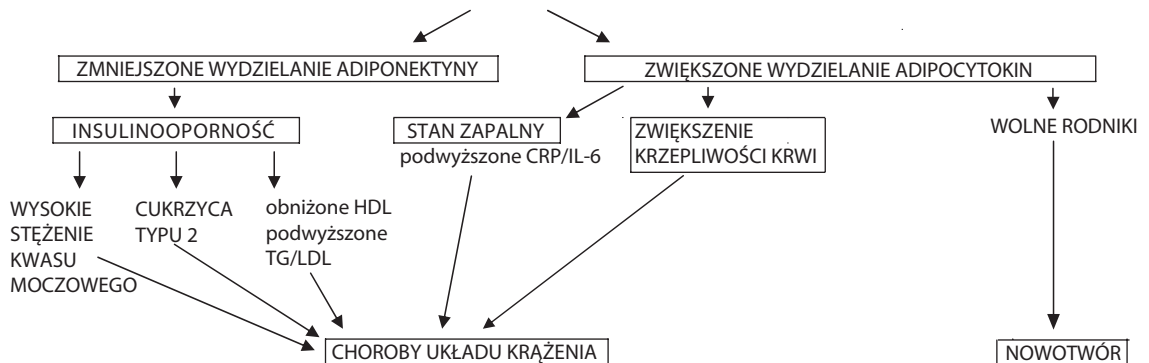 ZMNIEJSZONE WYDZIELANIE ADIPONEKTYNY
ZWIĘKSZONE WYDZIELANIE ADIPOCYTOKIN
INSULINOOPORNOŚĆ
STAN ZAPALNY
podwyższone CRP/IL-6
ZWIĘKSZENIE
KRZEPLIWOŚCI KRWI
WOLNE RODNIKI
WYSOKIE
STĘŻENIE
KWASU
MOCZOWEGO
CUKRZYCA
TYPU 2
obniżone HDL
podwyższone
TG/LDL
CHOROBY UKŁADU KRĄŻENIA
NOWOTWÓR